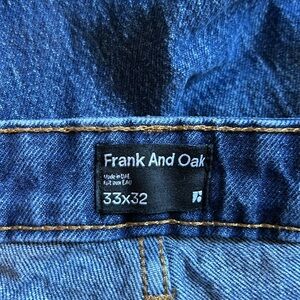 Frank And Oak
Made in UAE
Fait aux EAU
33x32